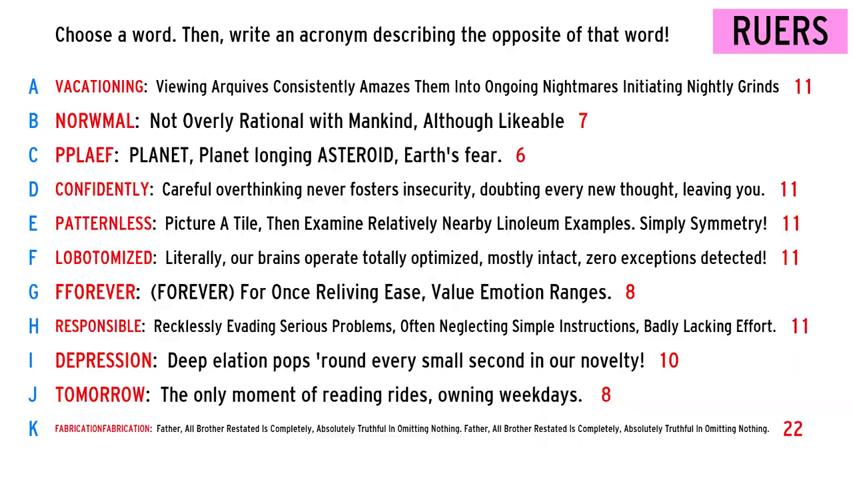 Choose a word. Then, write an acronym describing the opposite of that word! RUERS
A VACATIONING: Viewing Arquives Consistently Amazes Them Into Ongoing Nightmares Initiating Nightly Grinds 11
B NORWMAL: Not Overly Rational with Mankind, Although Likeable 7
C PPLAEF: PLANET, Planet longing ASTEROID, Earth's fear. 6
D CONFIDENTLY: Careful overthinking never fosters insecurity, doubting every new thought, leaving you. 11
E PATTERNLESS: Picture A Tile, Then Examine Relatively Nearby Linoleum Examples. Simply Symmetry! 11
F LOBOTOMIZED: Literally, our brains operate totally optimized, mostly intact, zero exceptions detected! 11
G FFOREVER: (FOREVER) For Once Reliving Ease, Value Emotion Ranges. 8
H RESPONSIBLE: Recklessly Evading Serious Problems, Often Neglecting Simple Instructions, Badly Lacking Effort. 11
I DEPRESSION: Deep elation pops 'round every small second in our novelty! 10
J TOMORROW: The only moment of reading rides, owning weekdays. 8
K FABRICATIONFABRICATION: Father, All Brother Restated Is Completely, Absolutely Truthful In Omitting Nothing. Father, All Brother Restated Is Completely, Absolutely Truthful In Omitting Nothing. 22